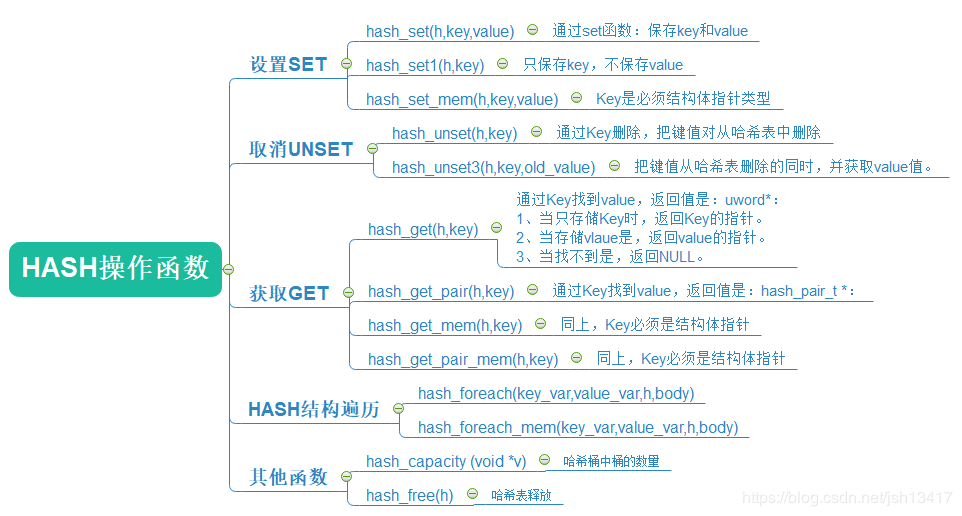 HASH操作函数
设置SET
hash_set(h,key,value) 通过set函数：保存key和value
hash_set1(h,key) 只保存key，不保存value
hash_set_mem(h,key,value) Key是必须结构体指针类型
取消UNSET
hash_unset(h,key) 通过Key删除，把键值对从哈希表中删除
hash_unset3(h,key,old_value) 把键值从哈希表删除的同时，并获取value值。
获取GET
hash_get(h,key)
通过Key找到value，返回值是：uword*：
1、当只存储Key时，返回Key的指针。
2、当存储vlaue是，返回value的指针。
3、当找不到是，返回NULL。
hash_get_pair(h,key) 通过Key找到value，返回值是：hash_pair_t *：
hash_get_mem(h,key) 同上，Key必须是结构体指针
hash_get_pair_mem(h,key) 同上，Key必须是结构体指针
HASH结构遍历
hash_foreach(key_var,value_var,h,body)
hash_foreach_mem(key_var,value_var,h,body)
其他函数
hash_capacity (void *v) 哈希桶中桶的数量
hash_free(h) 哈希表释放
https://blog.csdn.net/jsh13417